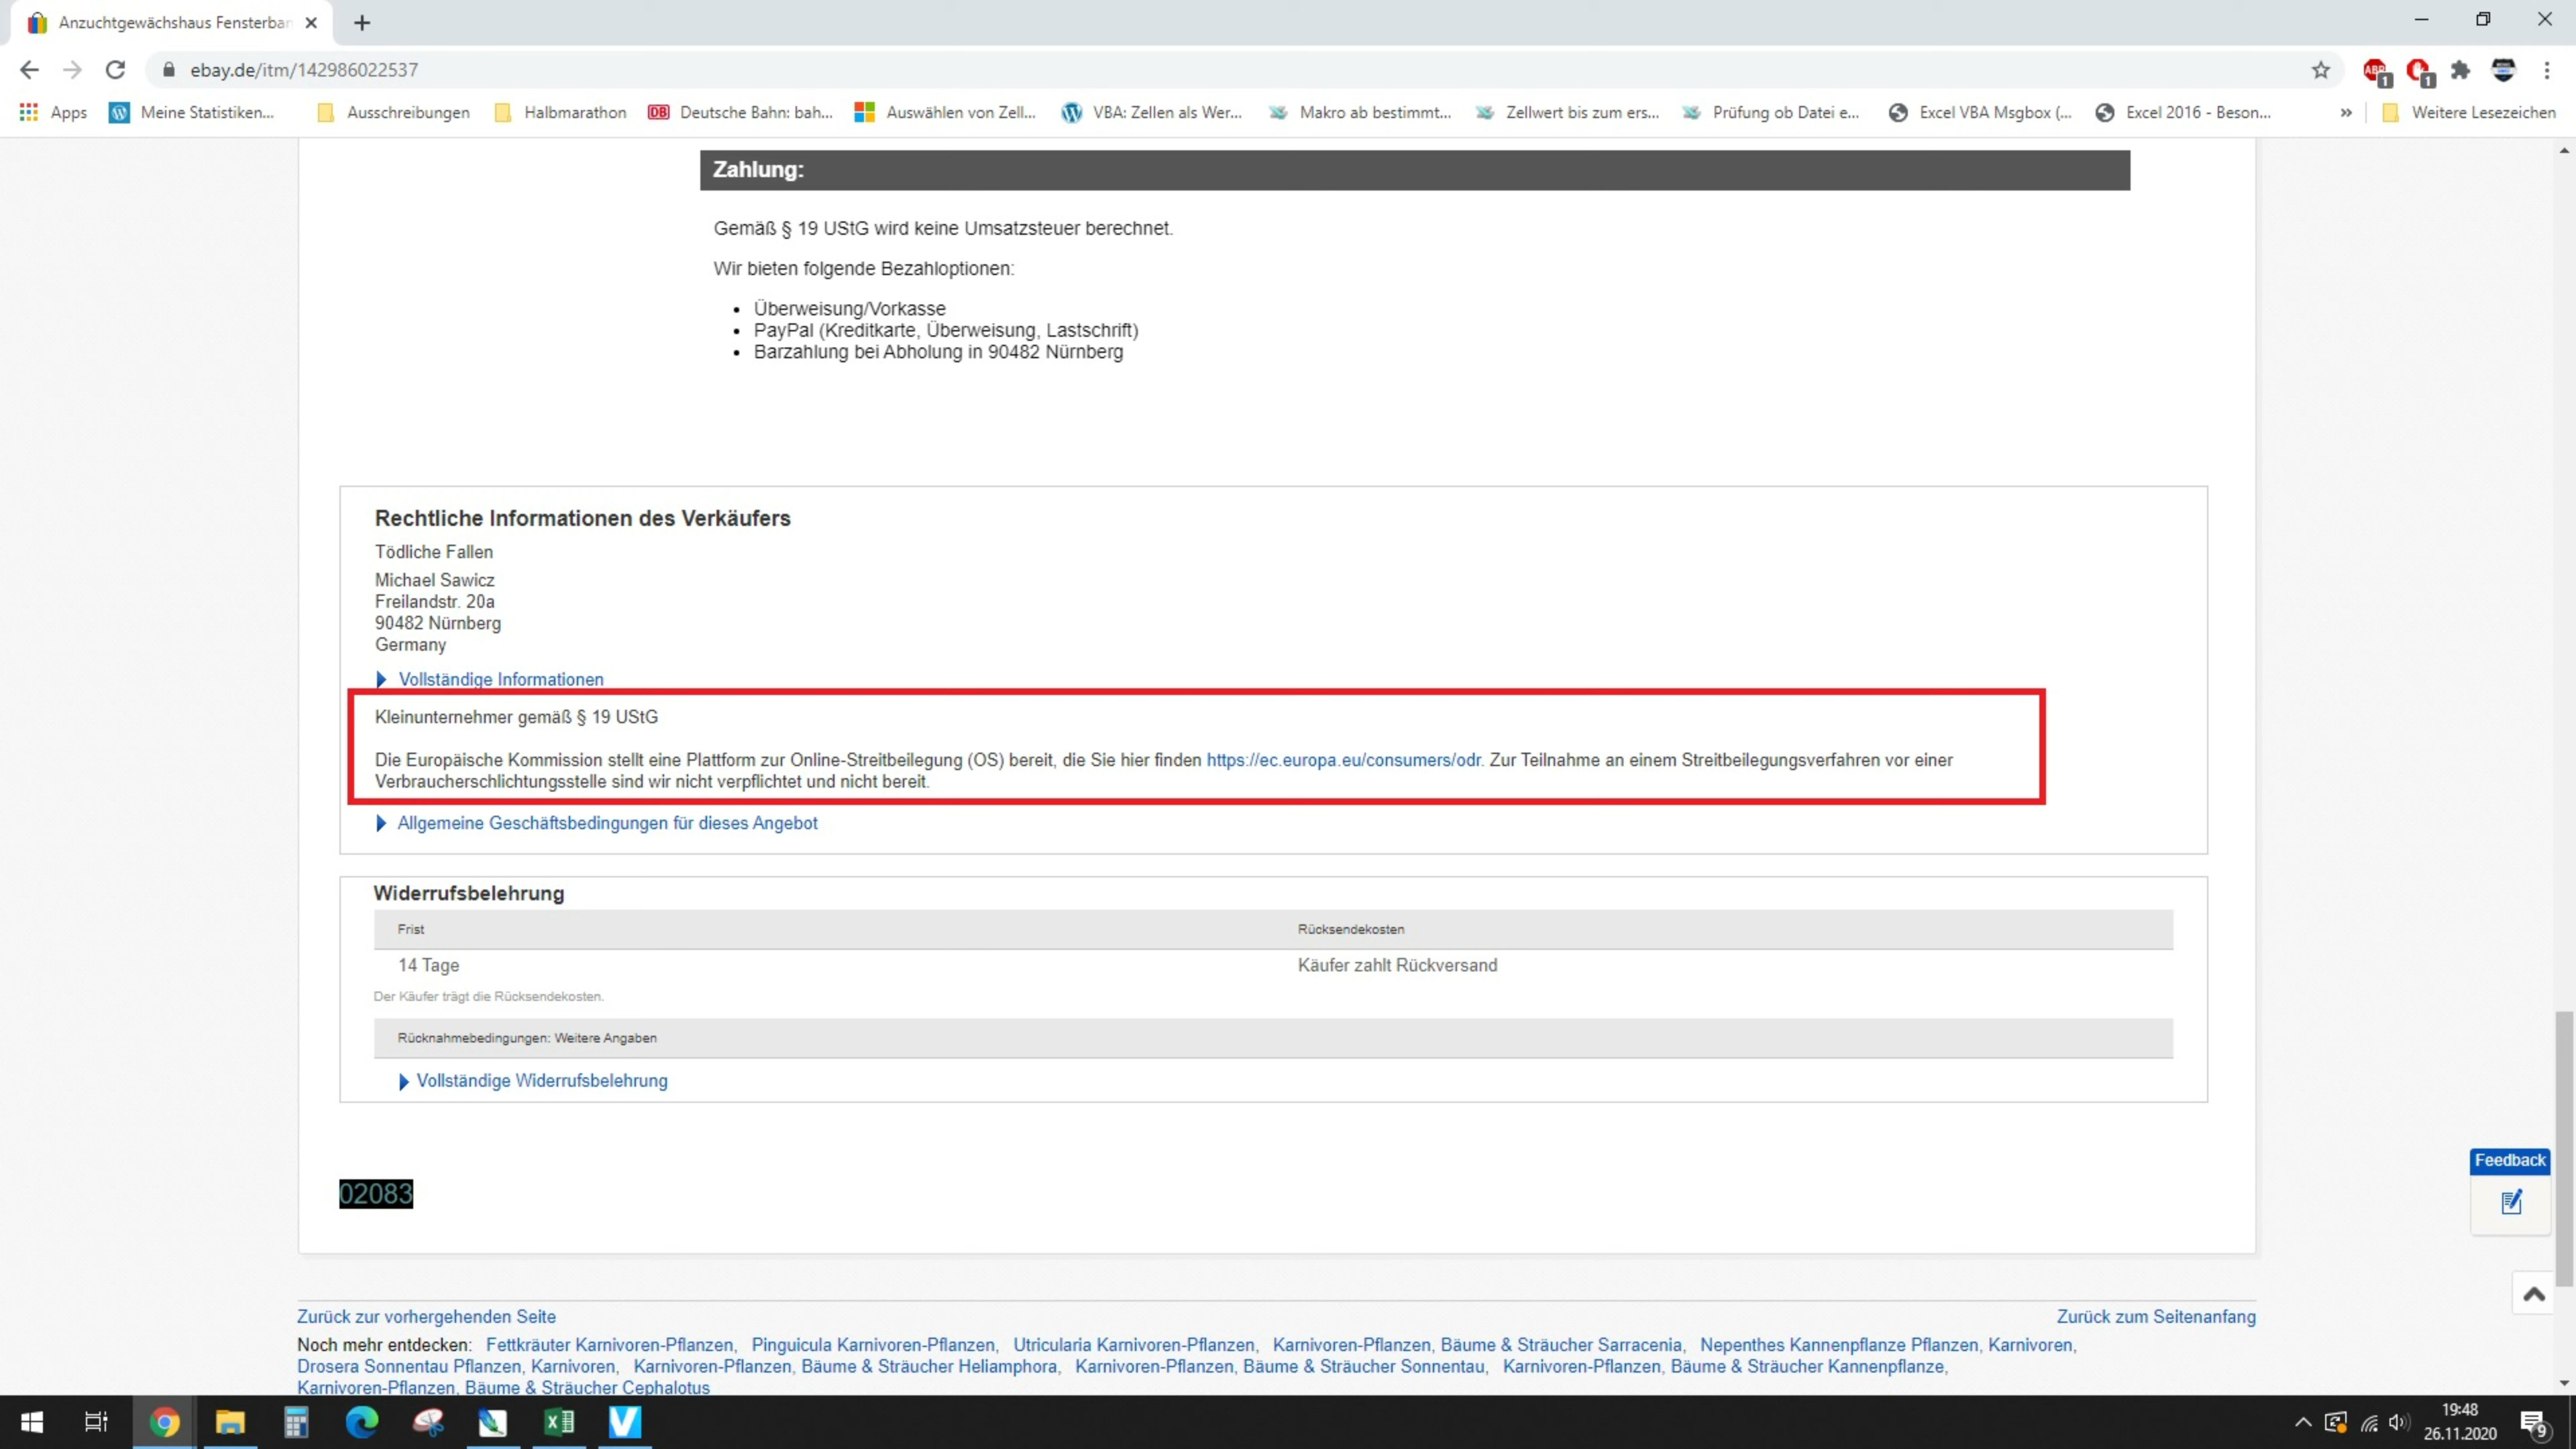 Anzuchtgewächshaus Fensterban
ebay.de/itm/142986022537
ABP 1 1
Apps Meine Statistiken... Ausschreibungen Halbmarathon DB Deutsche Bahn: bah... Auswählen von Zell... VBA: Zellen als Wer... Makro ab bestimmt... Zellwert bis zum ers... Prüfung ob Datei e... Excel VBA Msgbox (... Excel 2016 - Beson... » Weitere Lesezeichen
Zahlung:
Gemäß § 19 UStG wird keine Umsatzsteuer berechnet.
Wir bieten folgende Bezahloptionen:
• Überweisung/Vorkasse
• PayPal (Kreditkarte, Überweisung, Lastschrift)
• Barzahlung bei Abholung in 90482 Nürnberg
Rechtliche Informationen des Verkäufers
Tödliche Fallen
Michael Sawicz
Freilandstr. 20a
90482 Nürnberg
Germany
Vollständige Informationen
Kleinunternehmer gemäß § 19 UStG
Die Europäische Kommission stellt eine Plattform zur Online-Streitbeilegung (OS) bereit, die Sie hier finden https://ec.europa.eu/consumers/odr. Zur Teilnahme an einem Streitbeilegungsverfahren vor einer
Verbraucherschlichtungsstelle sind wir nicht verpflichtet und nicht bereit.
Allgemeine Geschäftsbedingungen für dieses Angebot
Widerrufsbelehrung
Frist Rücksendekosten
14 Tage Käufer zahlt Rückversand
Der Käufer trägt die Rücksendekosten.
Rücknahmebedingungen: Weitere Angaben
Vollständige Widerrufsbelehrung
Feedback
02083
Zurück zur vorhergehenden Seite Zurück zum Seitenanfang
Noch mehr entdecken: Fettkräuter Karnivoren-Pflanzen, Pinguicula Karnivoren-Pflanzen, Utricularia Karnivoren-Pflanzen, Karnivoren-Pflanzen, Bäume & Sträucher Sarracenia, Nepenthes Kannenpflanze Pflanzen, Karnivoren,
Drosera Sonnentau Pflanzen, Karnivoren, Karnivoren-Pflanzen, Bäume & Sträucher Heliamphora, Karnivoren-Pflanzen, Bäume & Sträucher Sonnentau, Karnivoren-Pflanzen, Bäume & Sträucher Kannenpflanze,
Karnivoren-Pflanzen, Bäume & Sträucher Cephalotus
19:48
26.11.2020
9